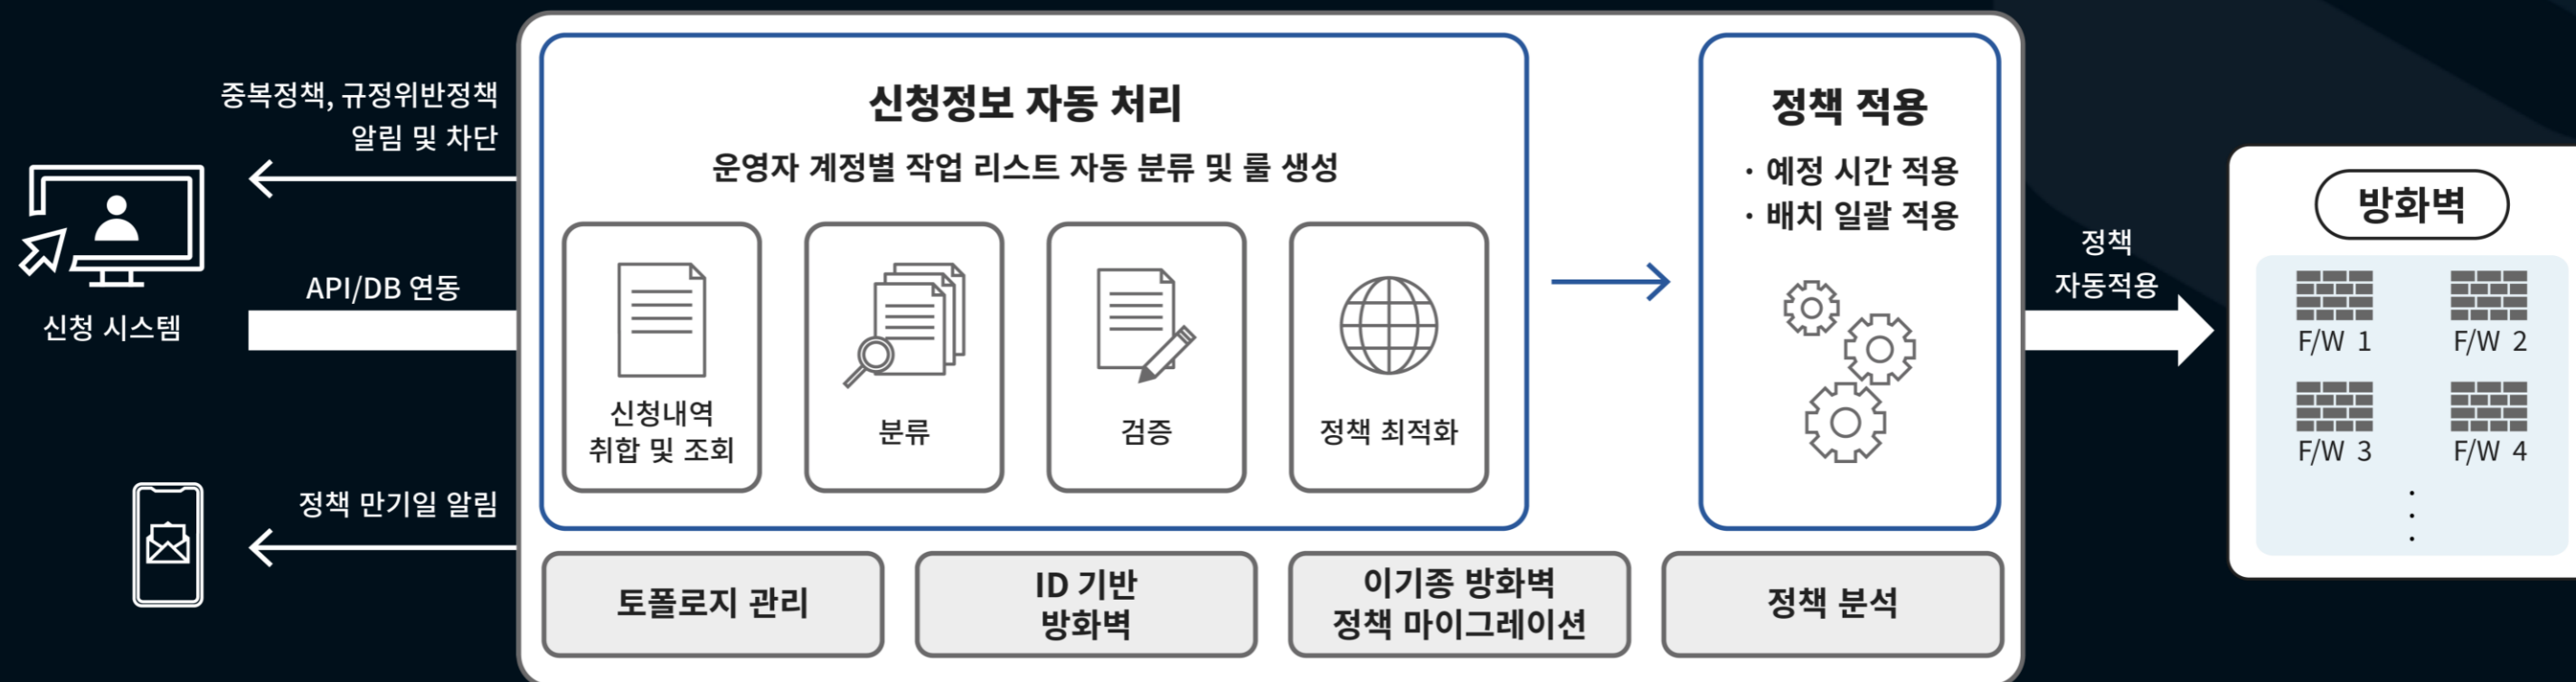 중복정책, 규정위반정책
알림 및 차단
신청 시스템
API/DB 연동
정책 만기일 알림
신청정보 자동 처리
운영자 계정별 작업 리스트 자동 분류 및 룰 생성
신청내역
취합 및 조회
분류
검증
정책 최적화
정책 적용
· 예정 시간 적용
· 배치 일괄 적용
토폴로지 관리
ID 기반
방화벽
이기종 방화벽
정책 마이그레이션
정책 분석
정책
자동적용
방화벽
F/W 1
F/W 2
F/W 3
F/W 4